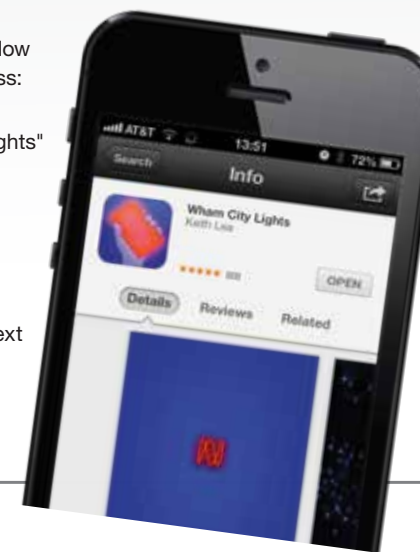 low
ss:
ghts"
ext
AT&T 13:51 72%
Search Info
Wham City Lights
Keith Lea
OPEN
Details Reviews Related